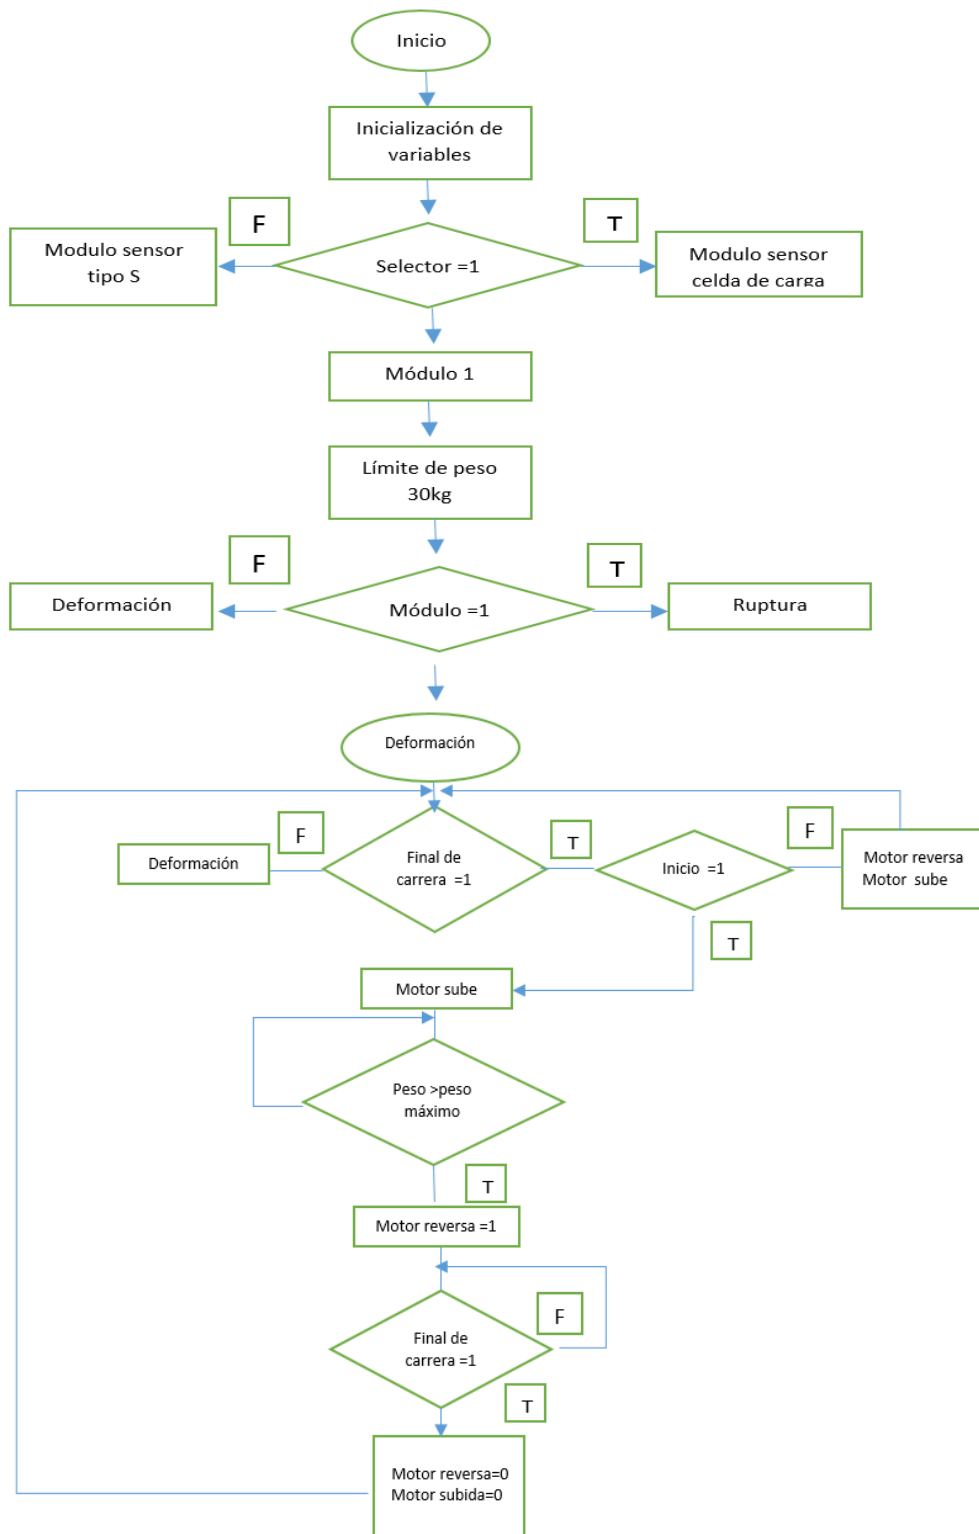 Inicio
Inicialización de
variables
F
T
Modulo sensor
tipo S
Selector =1
Modulo sensor
celda de carga
Módulo 1
Límite de peso
30kg
F
T
Deformación
Módulo =1
Ruptura
Deformación
F
T
F
Deformación
Final de
carrera =1
Inicio =1
Motor reversa
Motor sube
T
Motor sube
Peso >peso
máximo
T
Motor reversa =1
F
Final de
carrera =1
T
Motor reversa=0
Motor subida=0